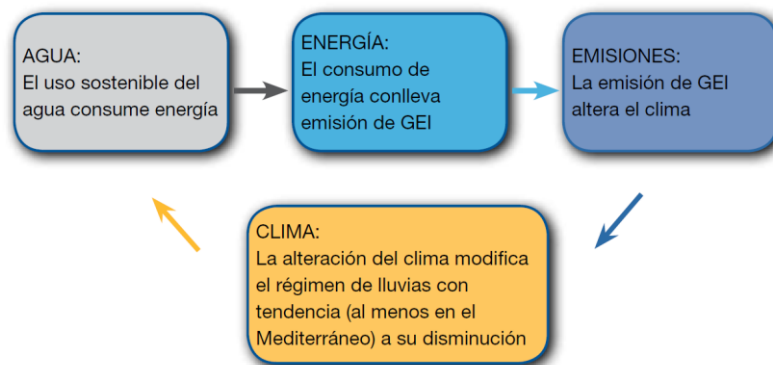 AGUA:
El uso sostenible del
agua consume energía
ENERGÍA:
El consumo de
energía conlleva
emisión de GEI
EMISIONES:
La emisión de GEI
altera el clima
CLIMA:
La alteración del clima modifica
el régimen de lluvias con
tendencia (al menos en el
Mediterráneo) a su disminución